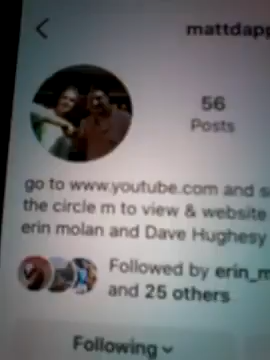 mattdapp
56
Posts
go to www.youtube.com and s
the circle m to view & website
erin molan and Dave Hughesy
Followed by erin_m
and 25 others
Following